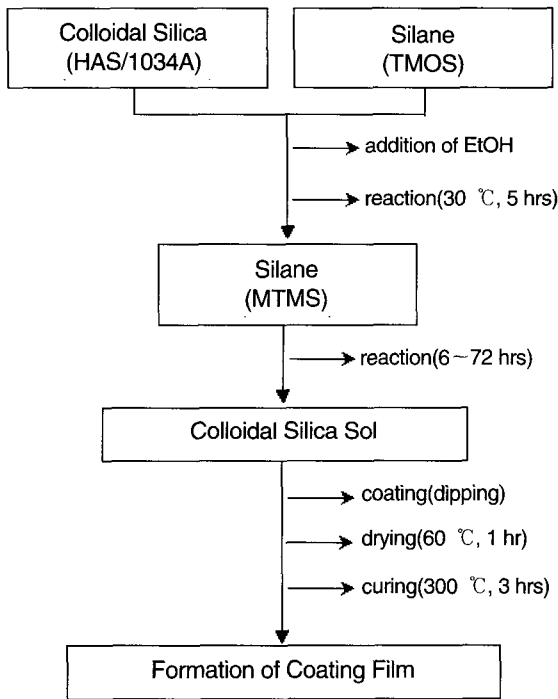 Colloidal Silica
(HAS/1034A)
Silane
(TMOS)
addition of EtOH
reaction(30 ℃, 5 hrs)
Silane
(MTMS)
reaction(6~72 hrs)
Colloidal Silica Sol
coating(dipping)
drying(60 ℃, 1 hr)
curing(300 ℃, 3 hrs)
Formation of Coating Film